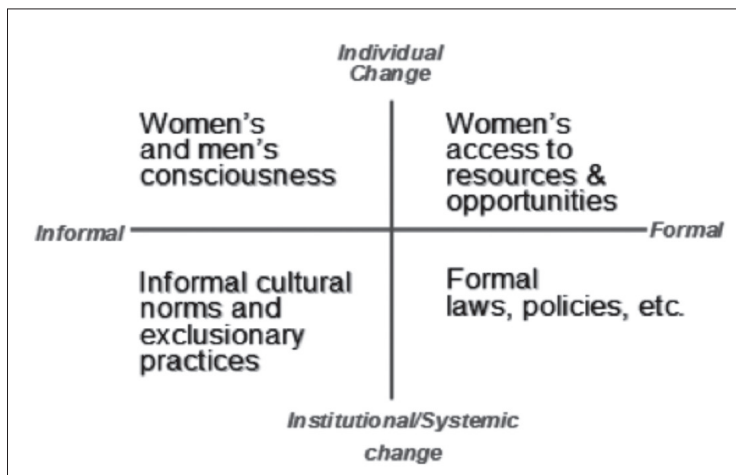 Individual
Change
Women's
and men's
consciousness
Women's
access to
resources &
opportunities
Informal
Formal
Informal cultural
norms and
exclusionary
practices
Formal
laws, policies, etc.
Institutional/Systemic
change